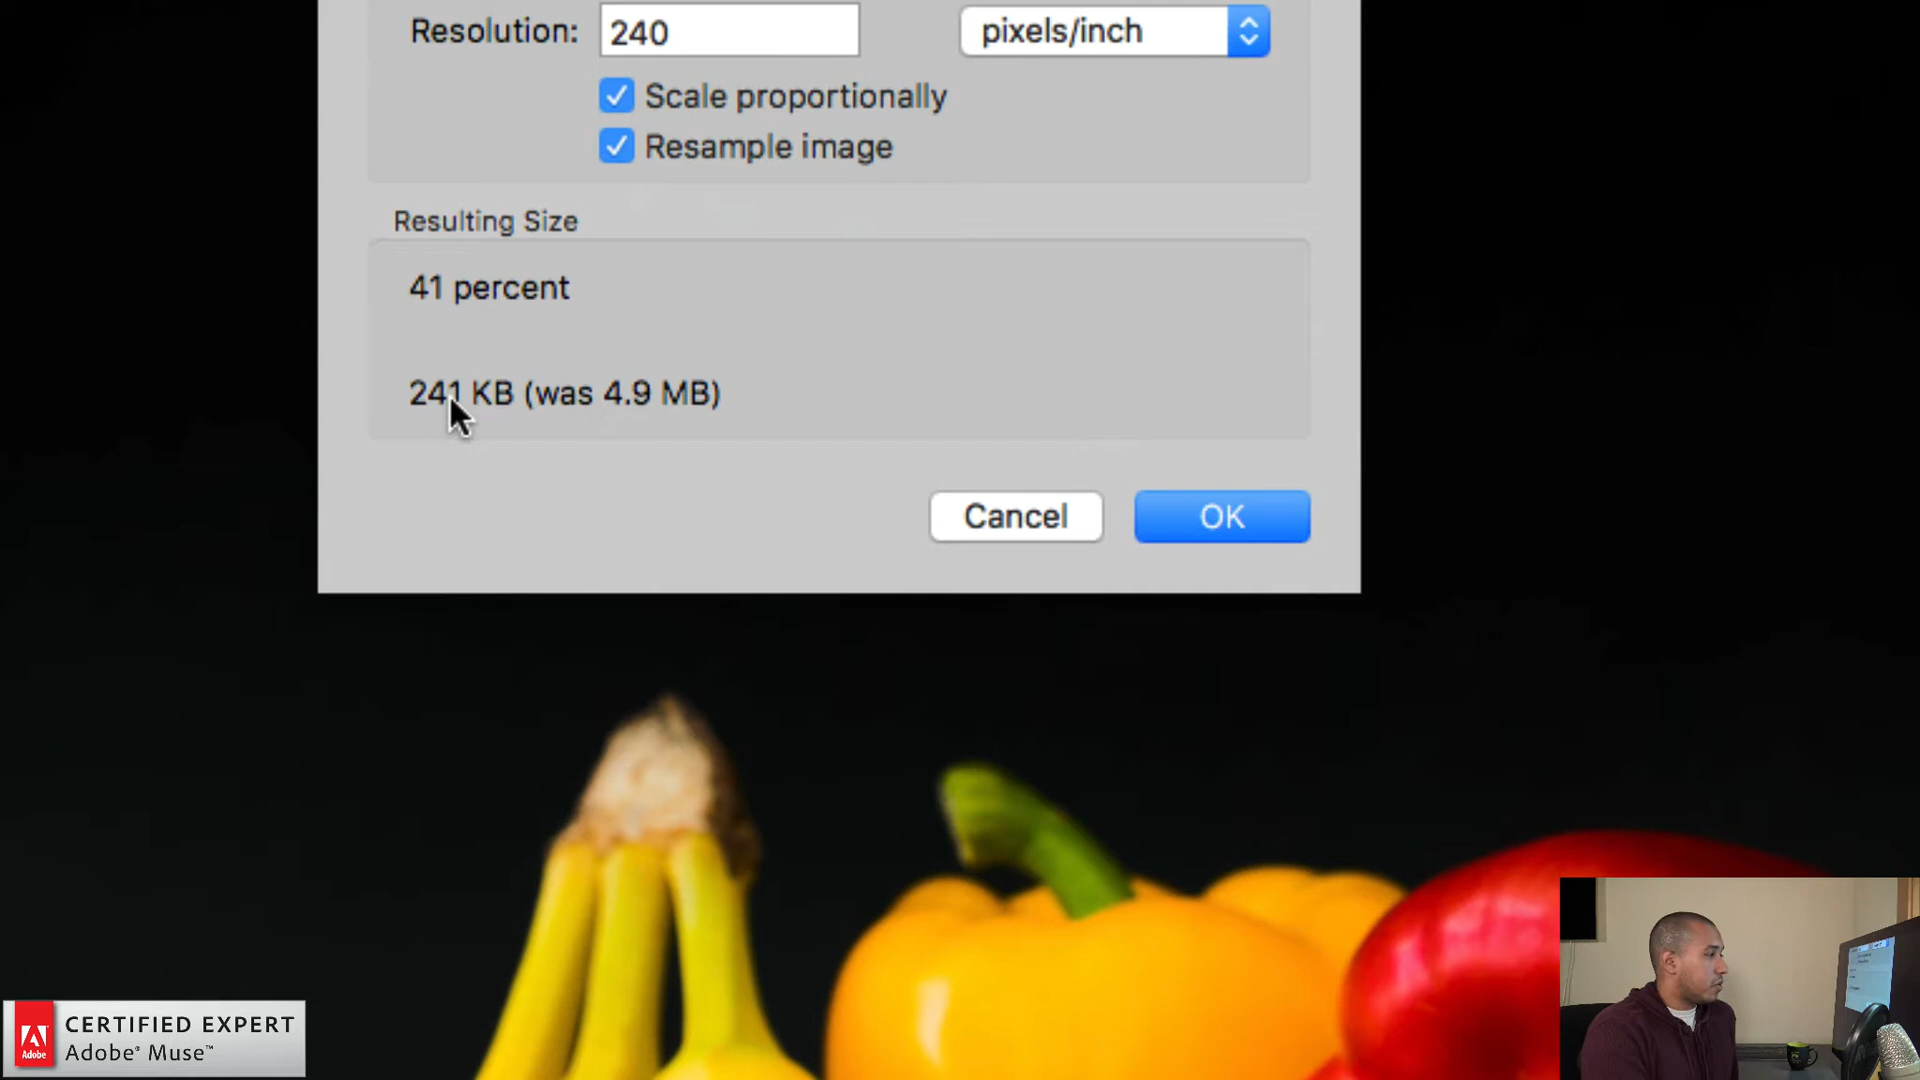 Resolution: 240 pixels/inch
Scale proportionally
Resample image
Resulting Size
41 percent
241 KB (was 4.9 MB)
Cancel OK
CERTIFIED EXPERT
Adobe Adobe® Muse™